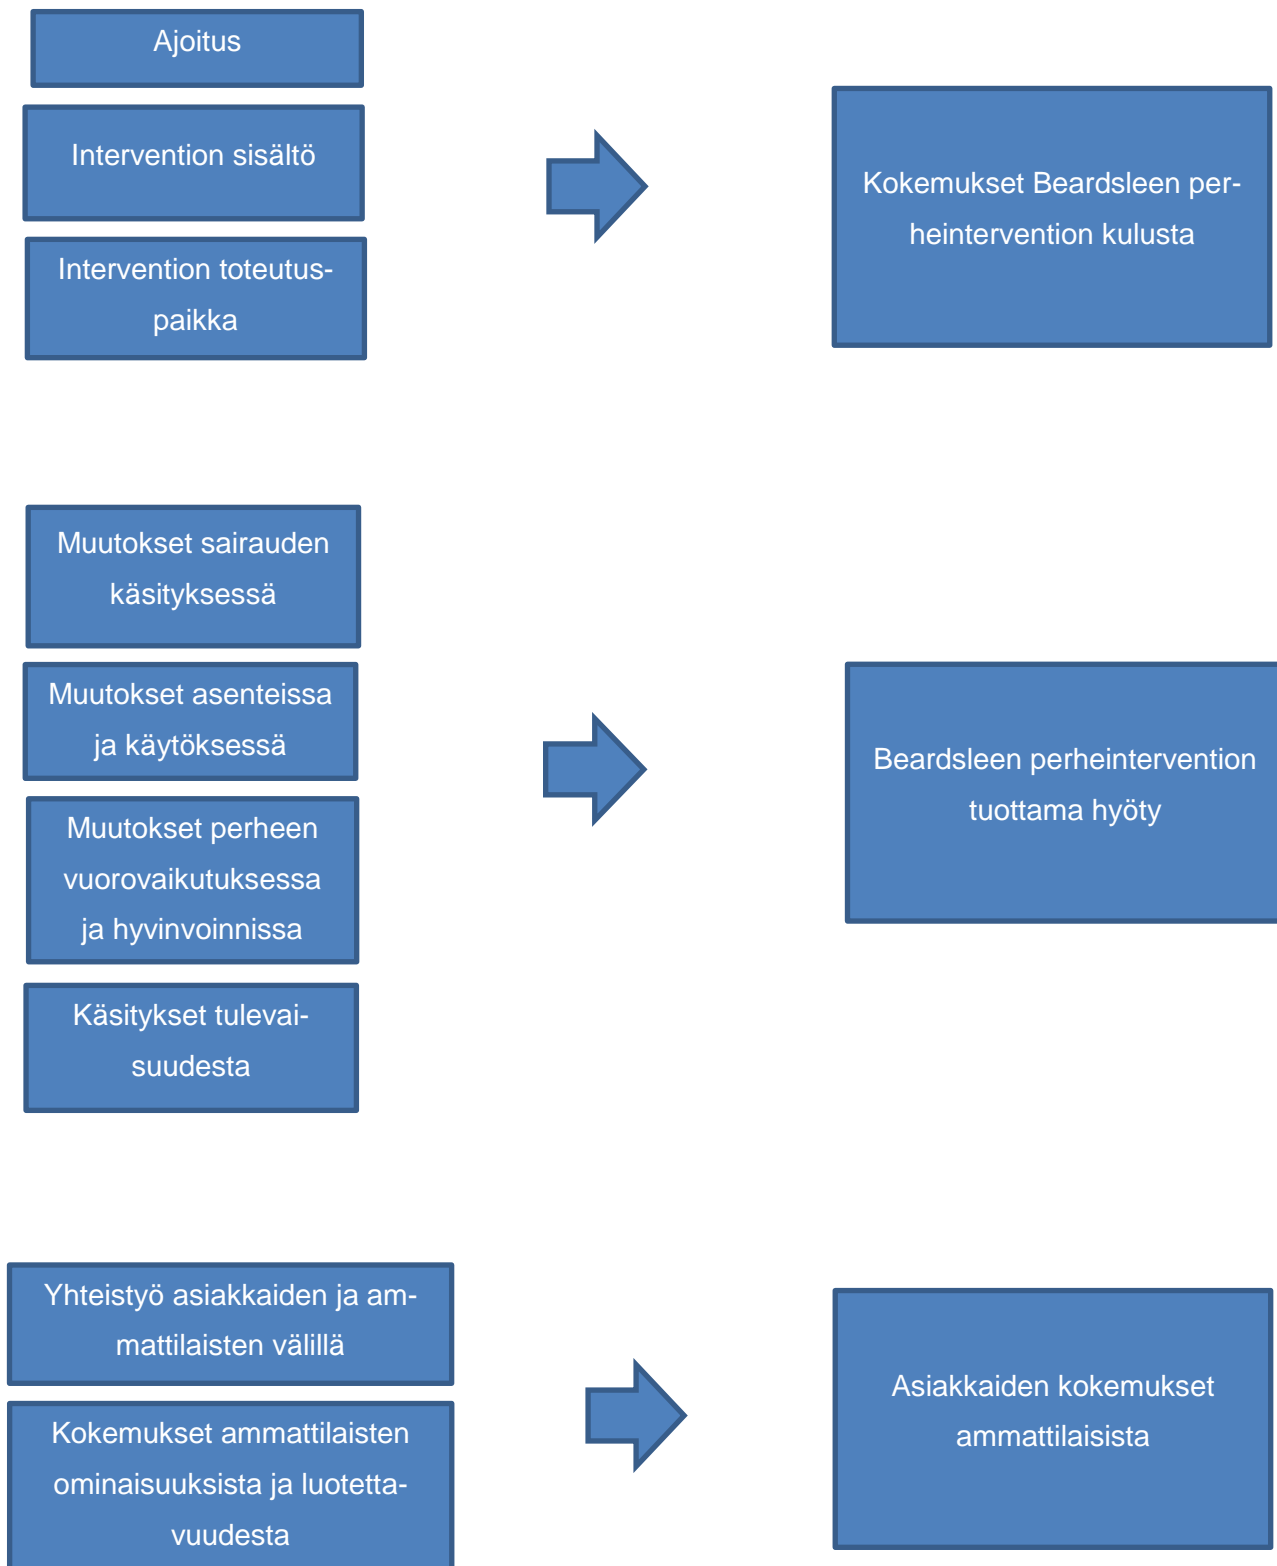 Ajoitus
Intervention sisältö
Intervention toteutus-
paikka
Kokemukset Beardsleen per-
heintervention kulusta
Muutokset sairauden
käsityksessä
Muutokset asenteissa
ja käytöksessä
Muutokset perheen
vuorovaikutuksessa
ja hyvinvoinnissa
Käsitykset tulevai-
suudesta
Beardsleen perheintervention
tuottama hyöty
Yhteistyö asiakkaiden ja am-
mattilaisten välillä
Kokemukset ammattilaisten
ominaisuuksista ja luotetta-
vuudesta
Asiakkaiden kokemukset
ammattilaisista